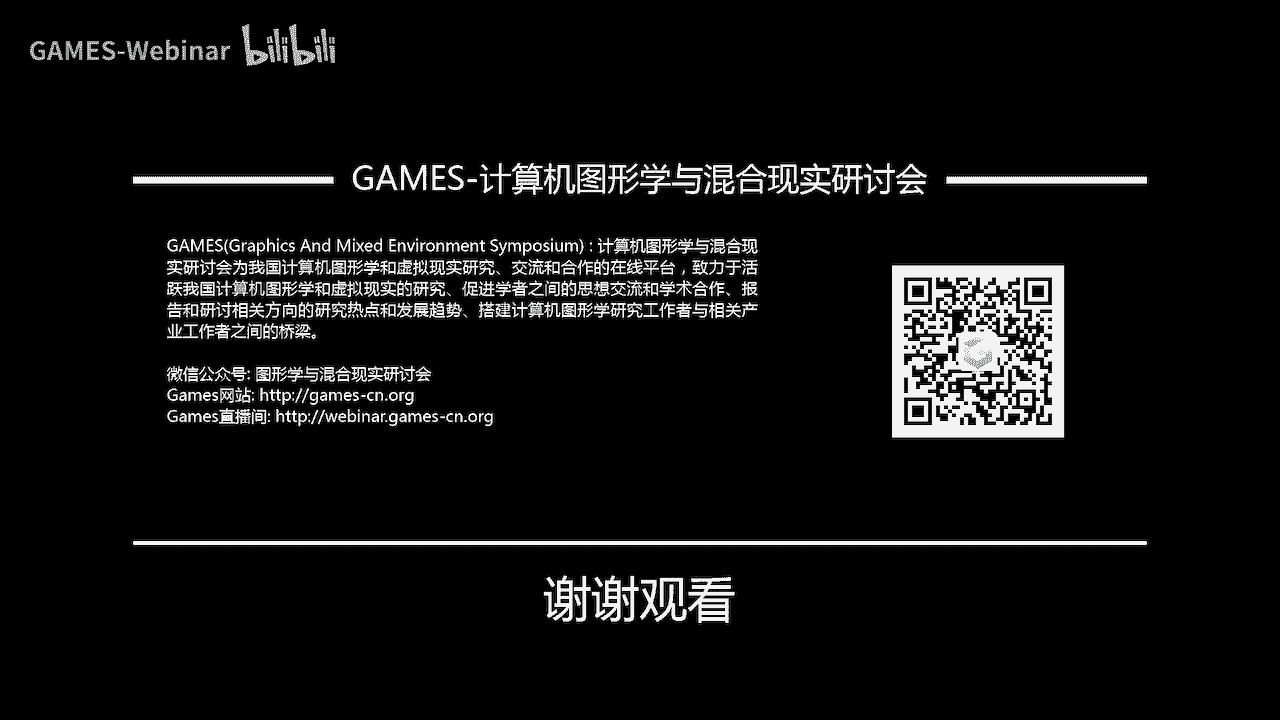 GAMES-Webinar bilibili
GAMES-计算机图形学与混合现实研讨会
GAMES(Graphics And Mixed Environment Symposium) : 计算机图形学与混合现
实研讨会为我国计算机图形学和虚拟现实研究、交流和合作的在线平台，致力于活
跃我国计算机图形学和虚拟现实的研究、促进学者之间的思想交流和学术合作、报
告和研讨相关方向的研究热点和发展趋势、搭建计算机图形学研究工作者与相关产
业工作者之间的桥梁。
微信公众号: 图形学与混合现实研讨会
Games网站: http://games-cn.org
Games直播间: http://webinar.games-cn.org
谢谢观看